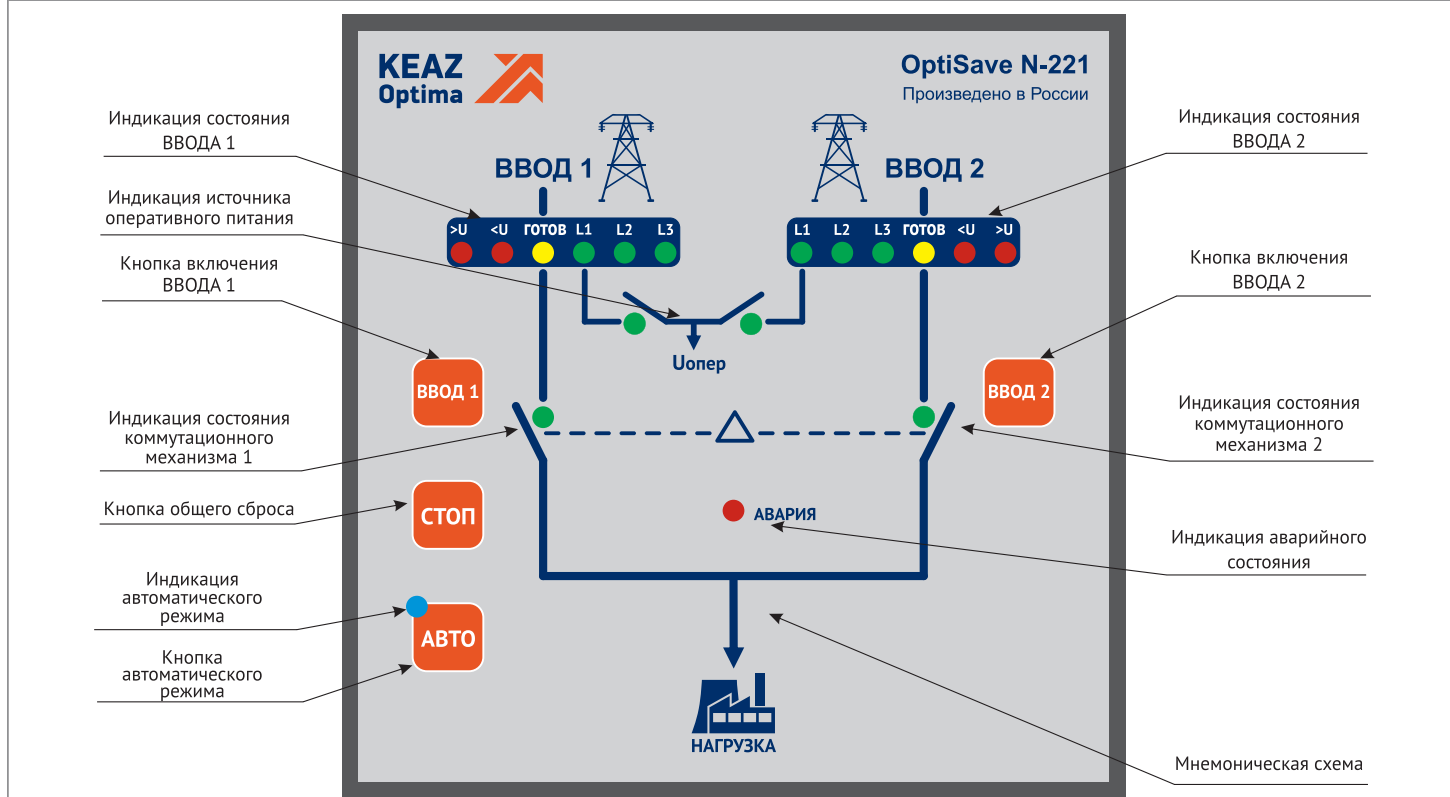 KEAZ
Optima
OptiSave N-221
Произведено в России
Индикация состояния
ВВОДА 1
Индикация источника
оперативного питания
Кнопка включения
ВВОДА 1
Индикация состояния
коммутационного
механизма 1
Кнопка общего сброса
Индикация
автоматического
режима
Кнопка
автоматического
режима
ВВОД 1
ВВОД 2
>U <U ГОТОВ L1 L2 L3
L1 L2 L3 ГОТОВ <U >U
Uопер
ВВОД 1
ВВОД 2
СТОП
АВАРИЯ
АВТО
НАГРУЗКА
Индикация состояния
ВВОДА 2
Кнопка включения
ВВОДА 2
Индикация состояния
коммутационного
механизма 2
Индикация аварийного
состояния
Мнемоническая схема